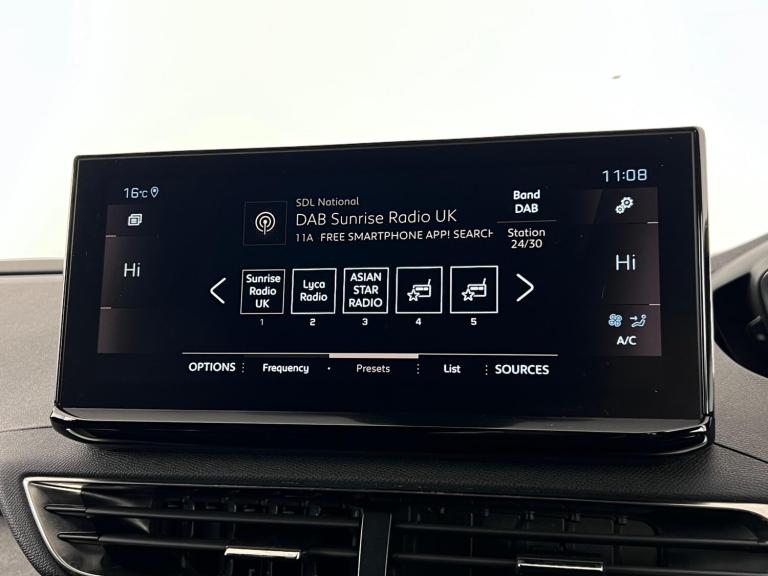 16°C
11:08
SDL National
DAB Sunrise Radio UK
11A FREE SMARTPHONE APP! SEARCH
Band
DAB
Station
24/30
Hi
Hi
Sunrise
Radio
UK
Lyca
Radio
ASIAN
STAR
RADIO
1
2
3
4
5
A/C
OPTIONS
Frequency
Presets
List
SOURCES